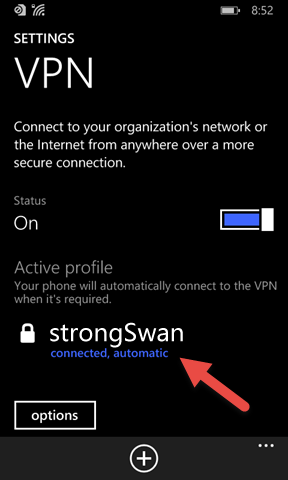 8:52
SETTINGS
VPN
Connect to your organization's network or
the Internet from anywhere over a more
secure connection.
Status
On
Active profile
Your phone will automatically connect to the VPN
when it's required.
strongSwan
connected, automatic
options